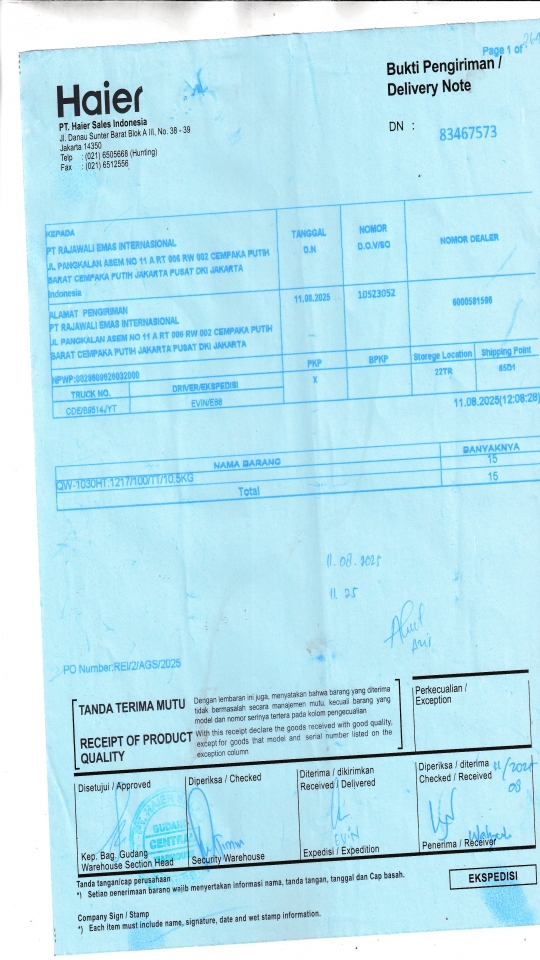 Page 1 of
Haier
Bukti Pengiriman /
Delivery Note
PT. Haier Sales Indonesia
Jl. Danau Sunter Barat Blok A III, No. 38 - 39
Jakarta 14350
Telp : (021) 6505668 (Hunting)
Fax : (021) 6512556
DN : 83467573
KEPADA
PT RAJAWALI EMAS INTERNASIONAL
JL PANGKALAN ASEM NO 11 A RT 006 RW 002 CEMPAKA PUTIH
BARAT CEMPAKA PUTIH JAKARTA PUSAT DKI JAKARTA
Indonesia
TANGGAL
D.N
NOMOR
D.O.V/SO
NOMOR DEALER
ALAMAT PENGIRIMAN
PT RAJAWALI EMAS INTERNASIONAL
JL PANGKALAN ASEM NO 11 A RT 006 RW 002 CEMPAKA PUTIH
BARAT CEMPAKA PUTIH JAKARTA PUSAT DKI JAKARTA
11.08.2025
10523052
PKP
BPKP
Storege Location
Shipping Point
X
22TR
TRUCK NO.
DRIVER/EKSPEDISI
EVIN/E88
11.08.2025(12:08:28)
NAMA BARANG
BANYAKNYA
QW-1030HT.1217/100/TT/10.5KG
15
Total
15
11.08.2025
11.25
PO Number:REI/2/AGS/2025
TANDA TERIMA MUTU
Dengan lembaran ini juga, menyatakan bahwa barang yang diterima
tidak bermasalah secara manajemen mutu, kecuali barang yang
model dan nomor serinya tertera pada kolom pengecualian.
RECEIPT OF PRODUCT
QUALITY
With this receipt declare the goods received with good quality,
except for goods that model and serial number listed on the
exception column
Perkecualian /
Exception
Disetujui / Approved
Diperiksa / Checked
Diterima / dikirimkan
Received / Delivered
Diperiksa / diterima
Checked / Received
GUDANG
CENTRAL
Kep. Bag. Gudang
Warehouse Section Head
Security Warehouse
Expedisi / Expedition
Penerima / Receiver
Tanda tangan/cap perusahaan
*) Setiap penerimaan barang wajib menyertakan informasi nama, tanda tangan, tanggal dan Cap basah.
EKSPEDISI
Company Sign / Stamp
*) Each item must include name, signature, date and wet stamp information.